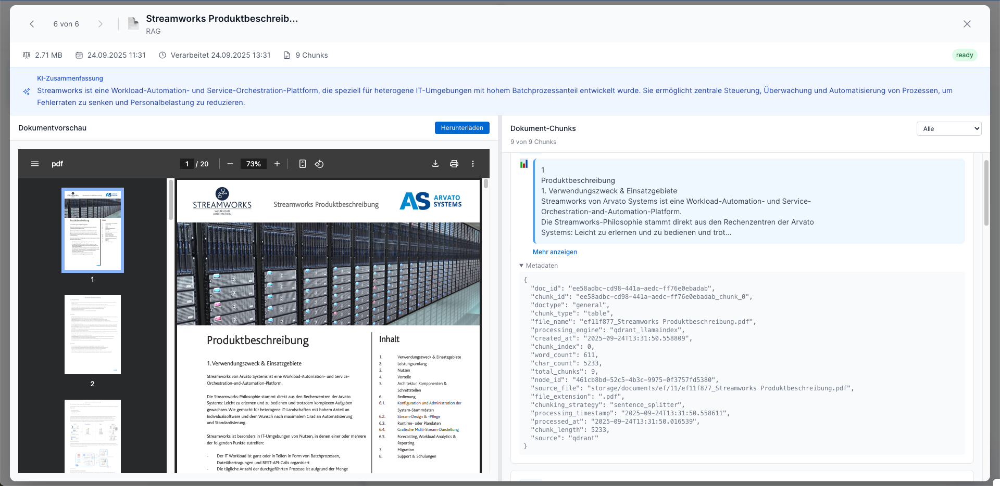 6 von 6
Streamworks Produktbeschreib...
RAG
2.71 MB
24.09.2025 11:31
Verarbeitet 24.09.2025 13:31
9 Chunks
ready
KI-Zusammenfassung
Streamworks ist eine Workload-Automation- und Service-Orchestration-Plattform, die speziell für heterogene IT-Umgebungen mit hohem Batchprozessanteil entwickelt wurde. Sie ermöglicht zentrale Steuerung, Überwachung und Automatisierung von Prozessen, um
Fehlerraten zu senken und Personalbelastung zu reduzieren.
Dokumentvorschau
Herunterladen
pdf
1 / 20
73%
1
2
STREAMWORKS
WORKLOAD
AUTOMATION
Streamworks Produktbeschreibung
AS ARVATO
SYSTEMS
Produktbeschreibung
1. Verwendungszweck & Einsatzgebiete
Streamworks von Arvato Systems ist eine Workload-Automation- und Service-
Orchestration-and-Automation-Platform.
Die Streamworks-Philosophie stammt direkt aus den Rechenzentren der Arvato
Systems: Leicht zu erlernen und zu bedienen und trotzdem komplexen Aufgaben
gewachsen. Wie gemacht für heterogene IT-Landschaften mit hohem Anteil an
Individualsoftware und dem Wunsch nach maximalem Grad an Automatisierung
und Standardisierung.
Streamworks ist besonders in IT-Umgebungen von Nutzen, in denen einer oder mehrere
der folgenden Punkte zutreffen:
- Der IT Workload ist ganz oder in Teilen in Form von Batchprozessen,
Dateiübertragungen und REST-API-Calls organisiert
- Die tägliche Anzahl der durchgeführten Prozesse ist aufgrund der Menge
Inhalt
1. Verwendungszweck & Einsatzgebiete
2. Leistungsumfang
3. Nutzen
4. Vorteile
5. Architektur, Komponenten &
Schnittstellen
6. Bedienung
6.1. Konfiguration und Administration der
System-Stammdaten
6.2. Stream-Design & -Pflege
6.3. Runtime- oder Plandaten
6.4. Grafische Multi-Stream-Darstellung
6.5. Forecasting, Workload Analytics &
Reporting
7. Migration
8. Support & Schulungen
Dokument-Chunks
9 von 9 Chunks
Alle
1
Produktbeschreibung
1. Verwendungszweck & Einsatzgebiete
Streamworks von Arvato Systems ist eine Workload-Automation- und Service-
Orchestration-and-Automation-Platform.
Die Streamworks-Philosophie stammt direkt aus den Rechenzentren der Arvato
Systems: Leicht zu erlernen und zu bedienen und trot...
Mehr anzeigen
▼ Metadaten
{
"doc_id": "ee58adbc-cd98-441a-aedc-ff76e0ebadab",
"chunk_id": "ee58adbc-cd98-441a-aedc-ff76e0ebadab_chunk_0",
"doctype": "general",
"chunk_type": "table",
"file_name": "ef11f877_Streamworks Produktbeschreibung.pdf",
"processing_engine": "qdrant_llamaindex",
"created_at": "2025-09-24T13:31:50.558809",
"chunk_index": 0,
"word_count": 611,
"char_count": 5233,
"total_chunks": 9,
"node_id": "461cb8bd-52c5-4b3c-9975-0f3757fd5380",
"source_file": "storage/documents/ef/11/ef11f877_Streamworks Produktbeschreibung.pdf",
"file_extension": ".pdf",
"chunking_strategy": "sentence_splitter",
"processing_timestamp": "2025-09-24T13:31:50.558611",
"processed_at": "2025-09-24T13:31:50.016539",
"chunk_length": 5233,
"source": "qdrant"
}